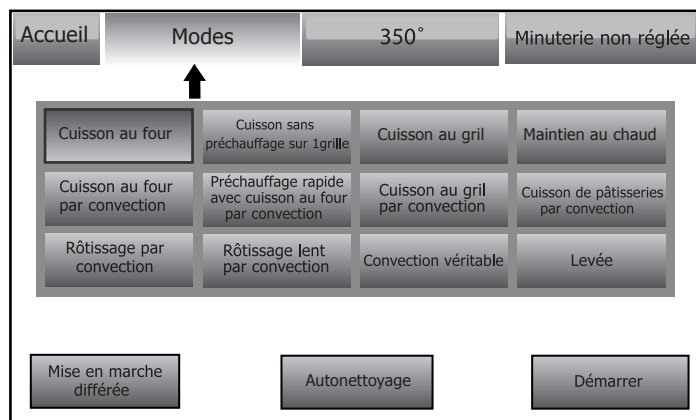 Accueil
Modes
350°
Minuterie non réglée
Cuisson au four
Cuisson sans
préchauffage sur 1grille
Cuisson au gril
Maintien au chaud
Cuisson au four
par convection
Préchauffage rapide
avec cuisson au four
par convection
Cuisson au gril
par convection
Cuisson de pâtisseries
par convection
Rôtissage par
convection
Rôtissage lent
par convection
Convection véritable
Levée
Mise en marche
différée
Autonettoyage
Démarrer